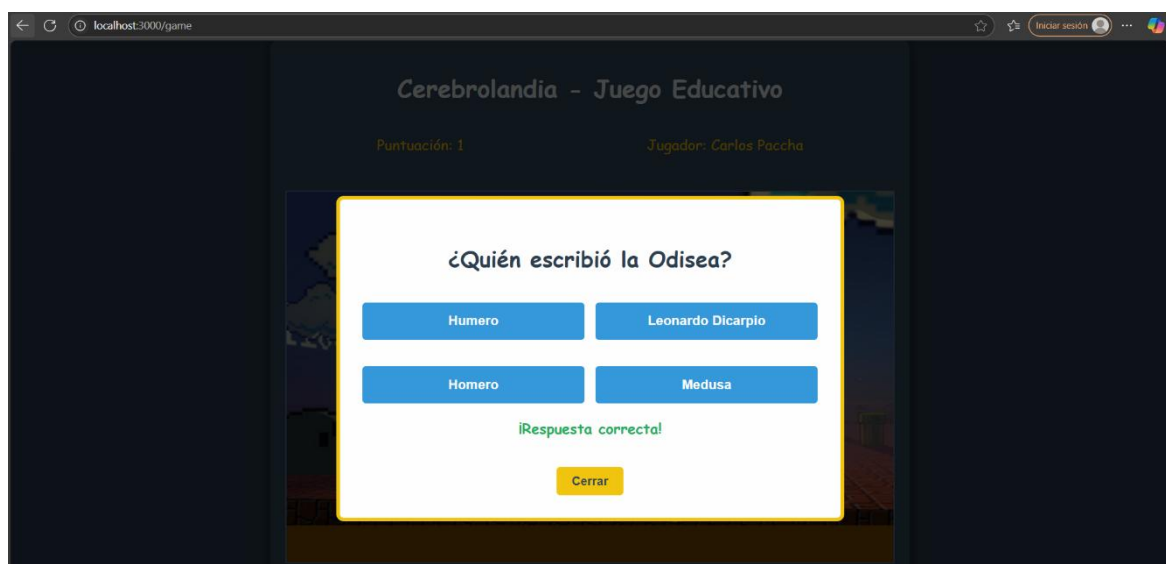 localhost:3000/game
Iniciar sesión
Cerebrolandia - Juego Educativo
Puntuación: 1
Jugador: Carlos Paccha
¿Quién escribió la Odisea?
Humero
Leonardo Dicarpio
Homero
Medusa
¡Respuesta correcta!
Cerrar